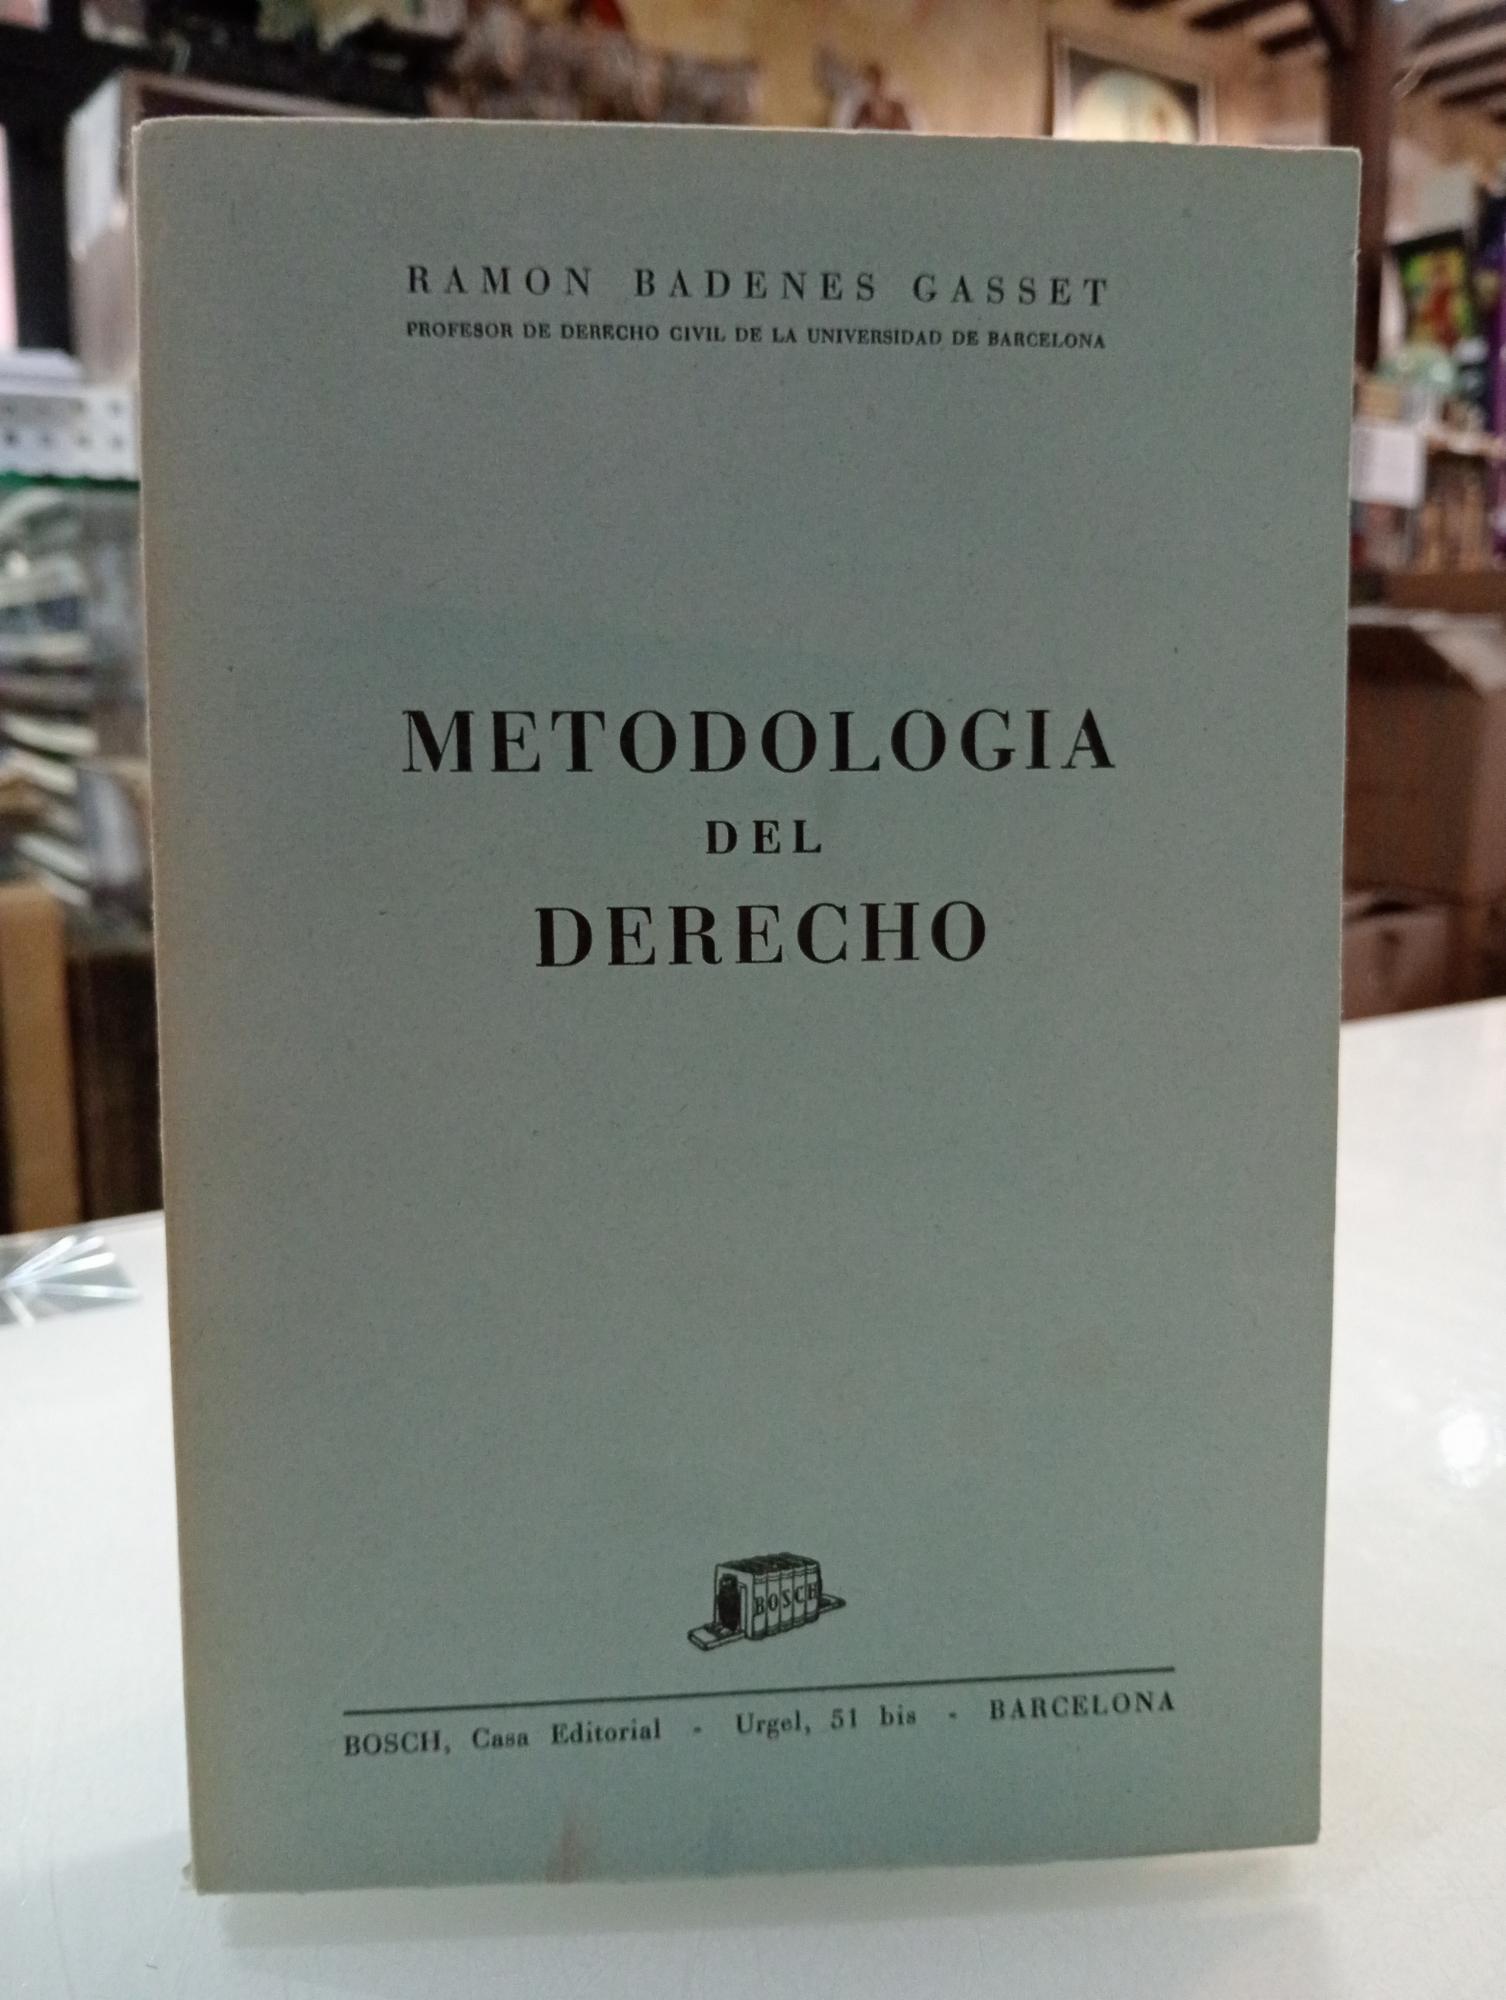 RAMON BADENES GASSET
PROFESOR DE DERECHO CIVIL DE LA UNIVERSIDAD DE BARCELONA
METODOLOGIA
DEL
DERECHO
BOSCH
BOSCH, Casa Editorial - Urgel, 51 bis - BARCELONA